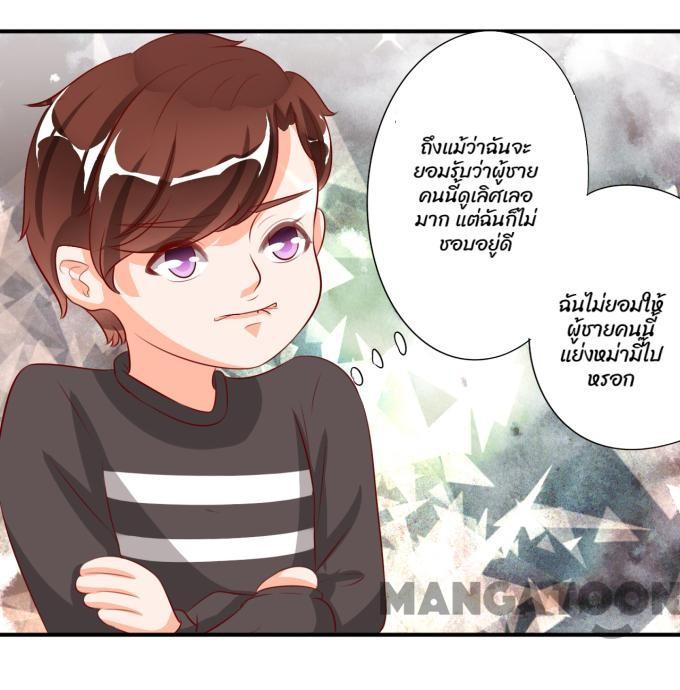 ถึงแม้ว่าฉันจะ
ยอมรับว่าผู้ชาย
คนนี้ดูเลิศเลอ
มาก แต่ฉันก็ไม่
ชอบอยู่ดี
ฉันไม่ยอมให้
ผู้ชายคนนี้
แย่งหม่ามี๊ไป
หรอก
MANGATOON